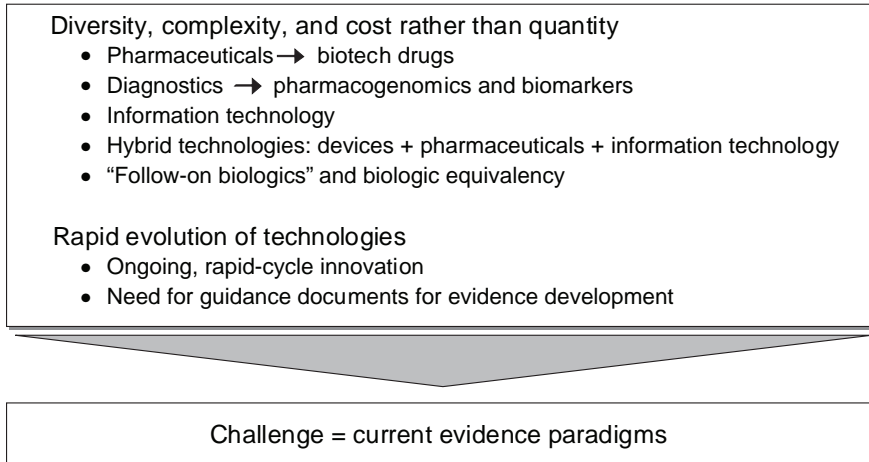 Diversity, complexity, and cost rather than quantity
• Pharmaceuticals → biotech drugs
• Diagnostics → pharmacogenomics and biomarkers
• Information technology
• Hybrid technologies: devices + pharmaceuticals + information technology
• “Follow-on biologics” and biologic equivalency
Rapid evolution of technologies
• Ongoing, rapid-cycle innovation
• Need for guidance documents for evidence development
Challenge = current evidence paradigms